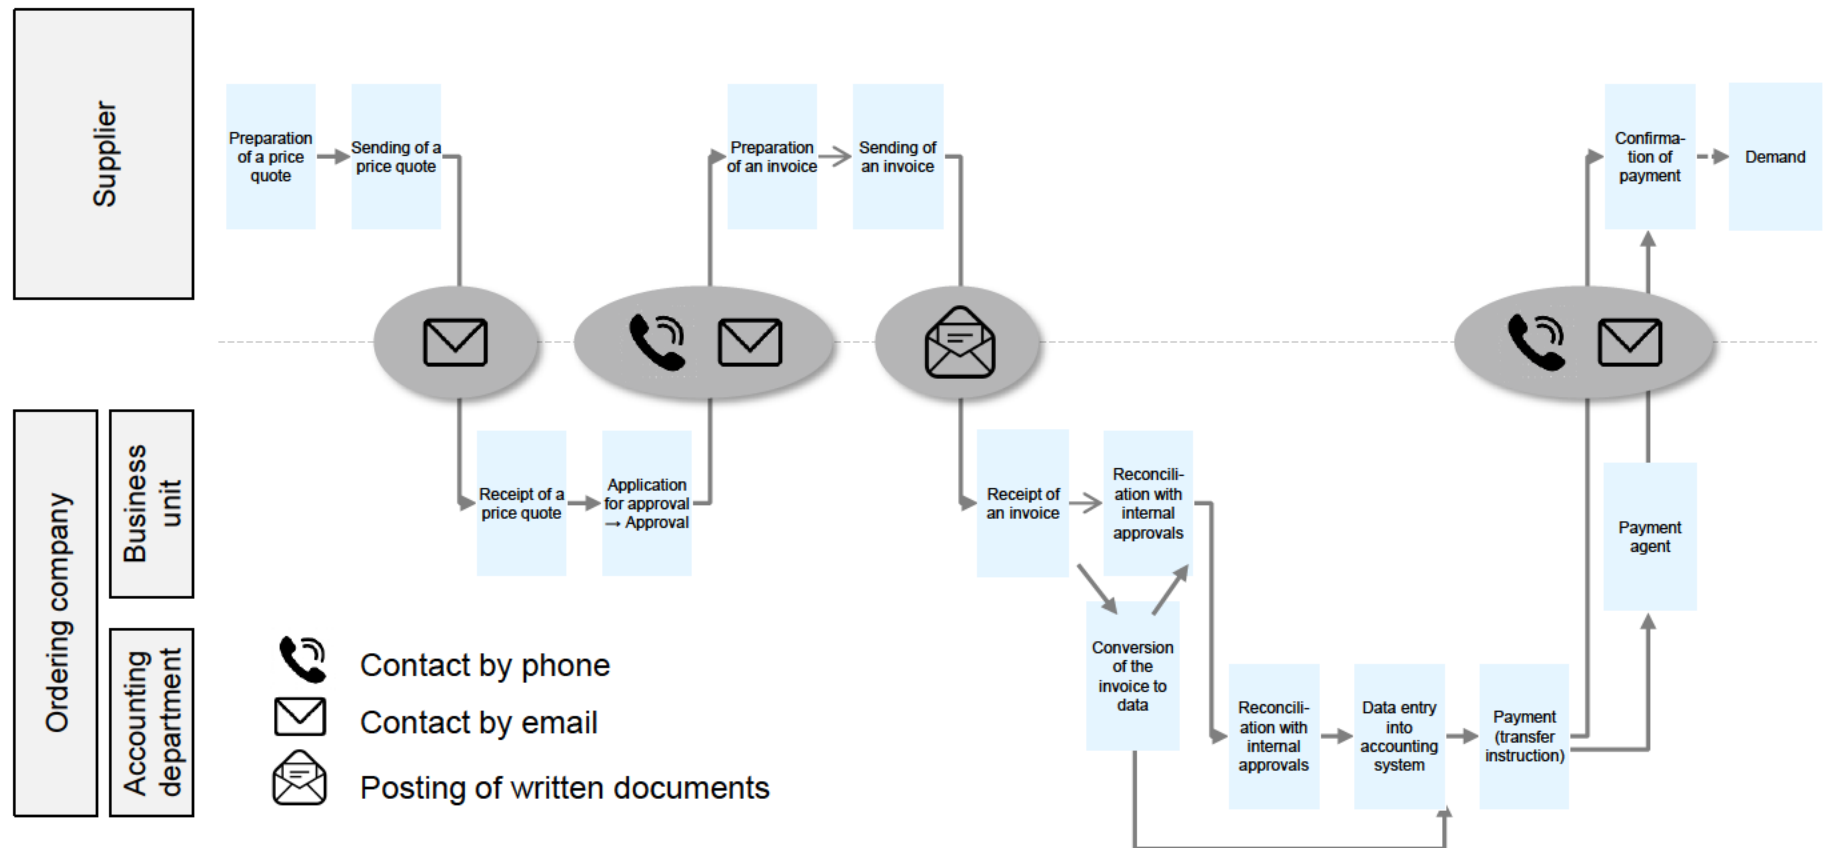 Supplier
Preparation
of a price
quote
Sending of a
price quote
Preparation
of an invoice
Sending of
an invoice
Confirma-
tion of
payment
Demand
Ordering company
Business
unit
Receipt of a
price quote
Application
for approval
→ Approval
Receipt of
an invoice
Reconcili-
ation with
internal
approvals
Payment
agent
Accounting
department
Conversion
of the
invoice to
data
Reconcili-
ation with
internal
approvals
Data entry
into
accounting
system
Payment
(transfer
instruction)
Contact by phone
Contact by email
Posting of written documents